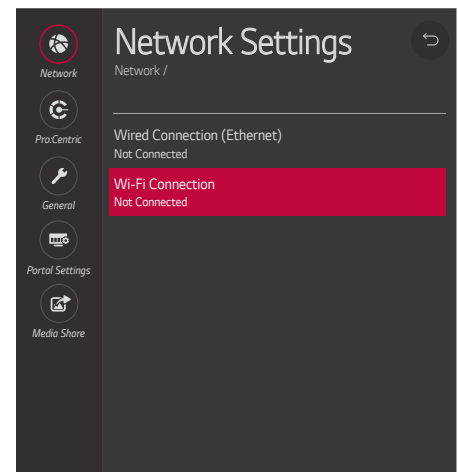 Network Settings
Network /
Network
Pro:Centric
General
Portal Settings
Media Share
Wired Connection (Ethernet)
Not Connected
Wi-Fi Connection
Not Connected